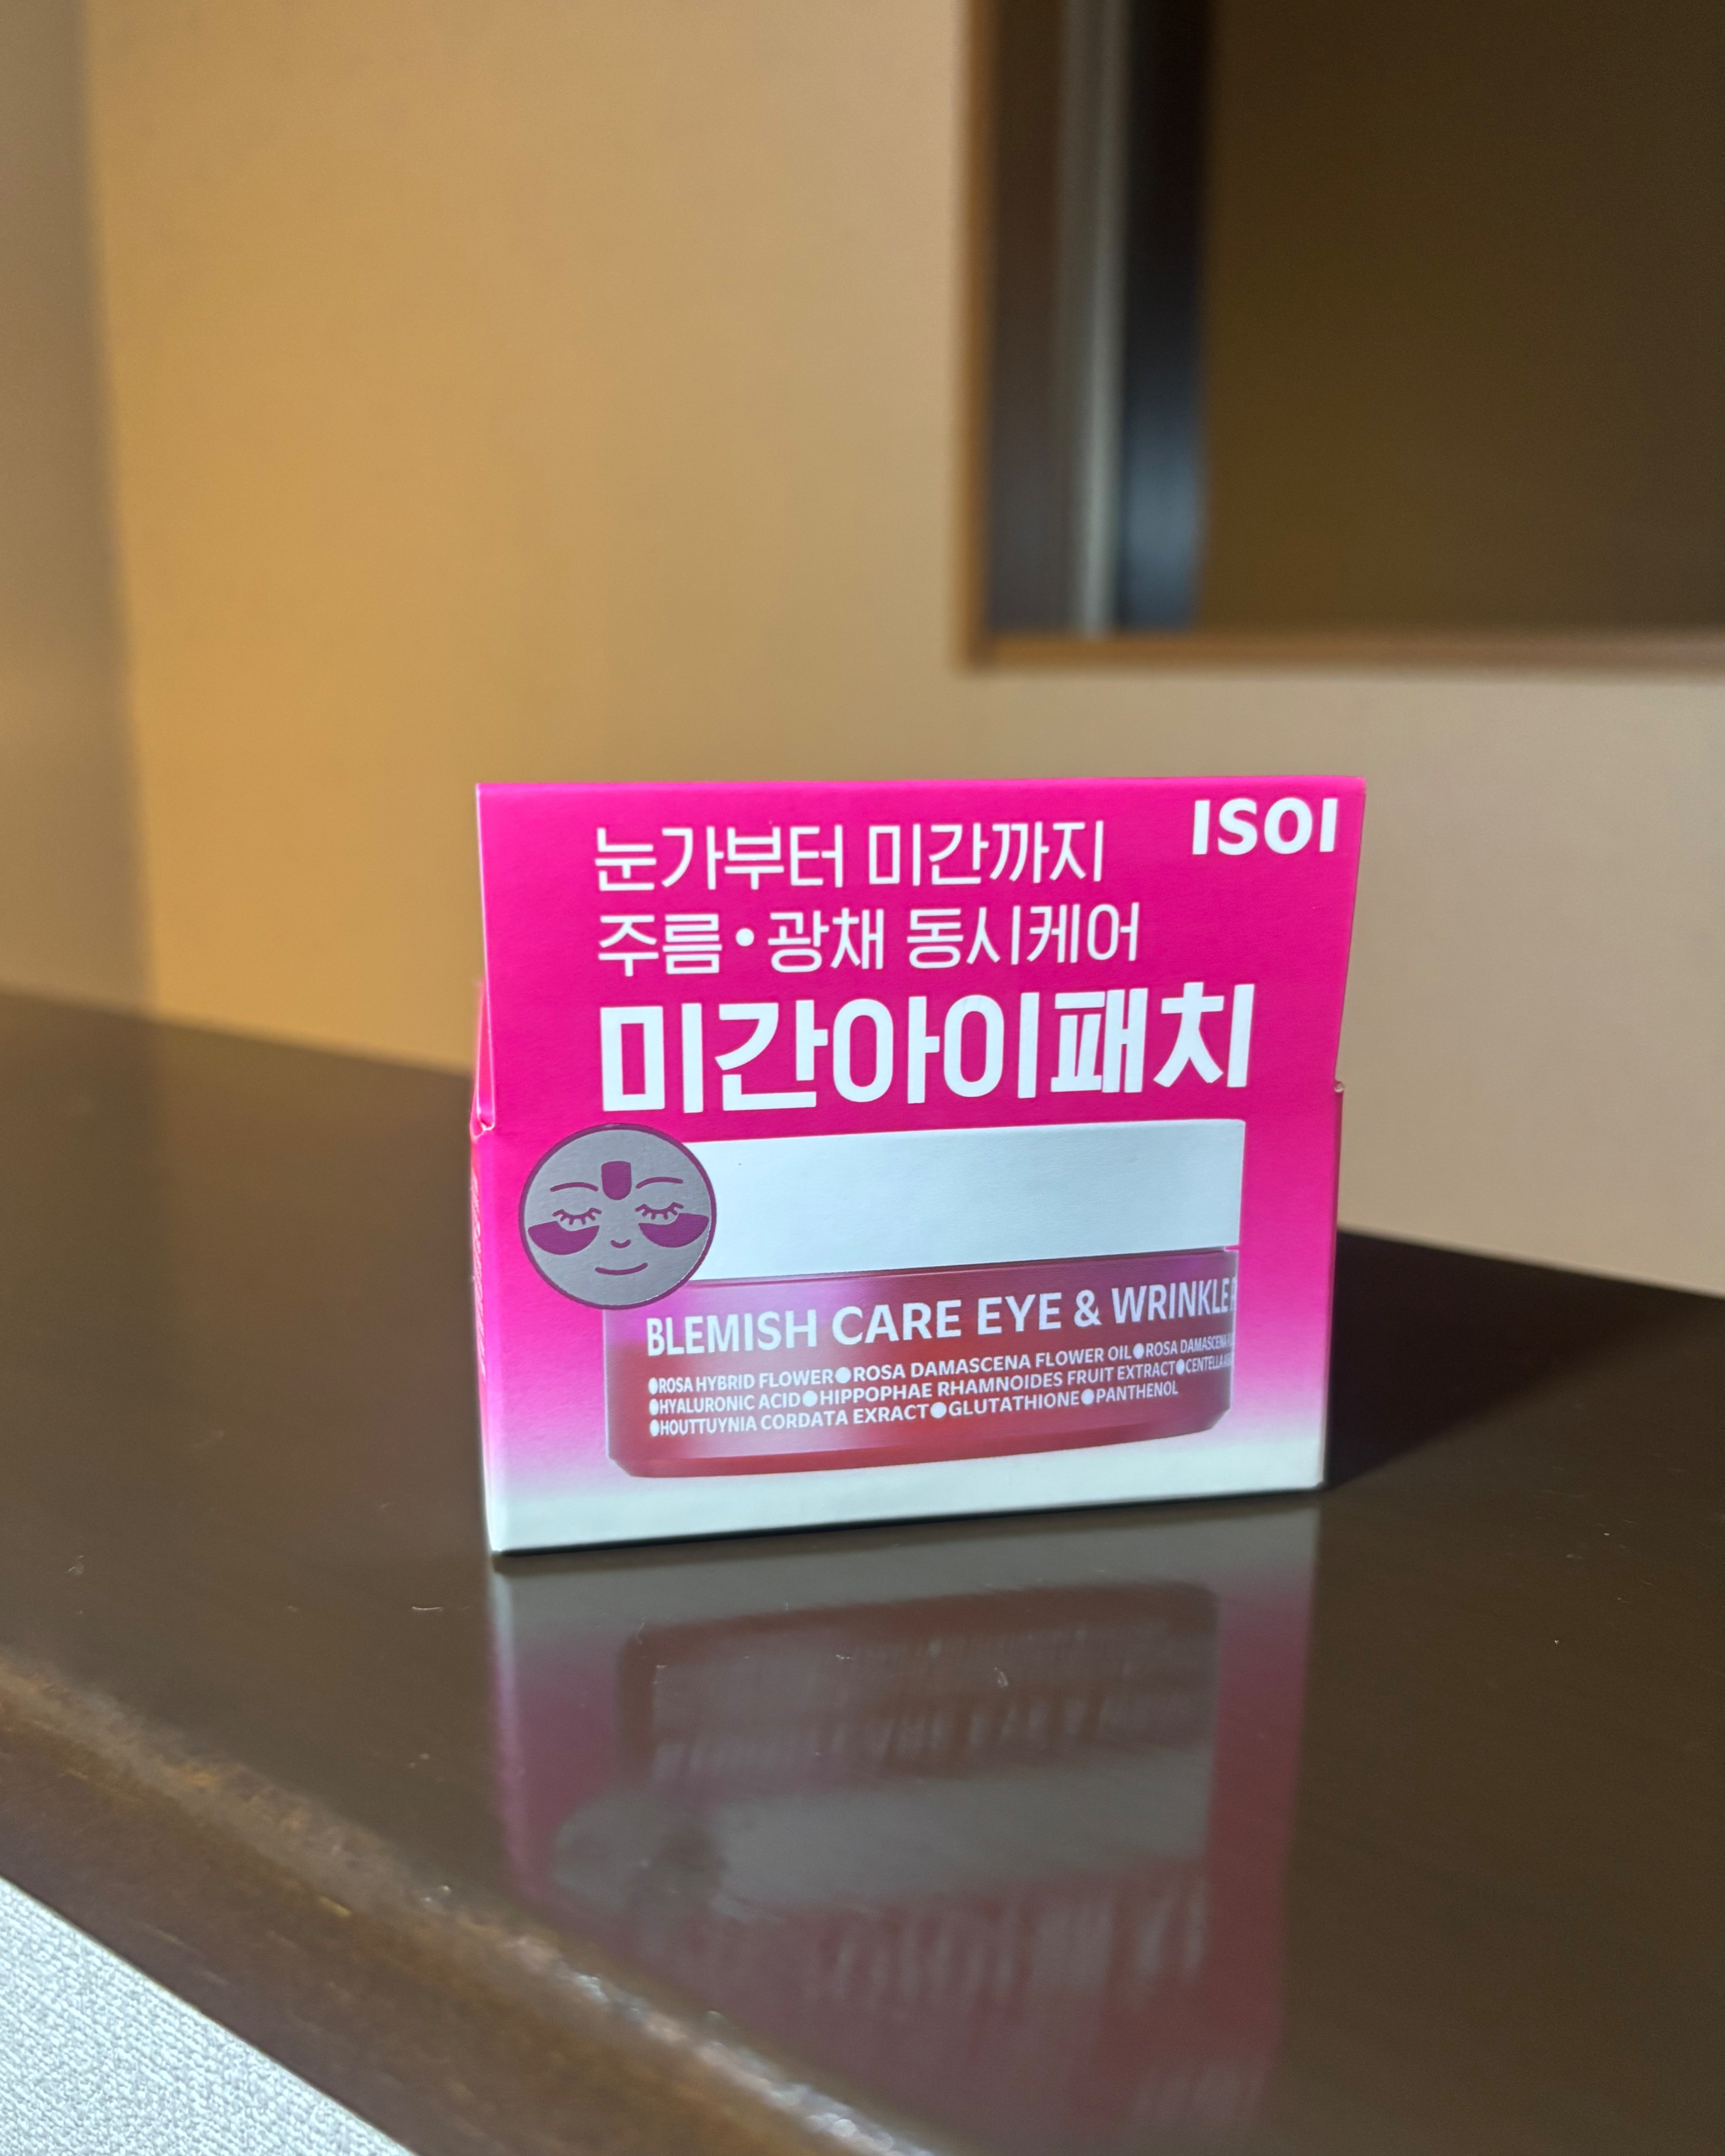 ISOI
눈가부터 미간까지
주름•광채 동시케어
미간아이패치
BLEMISH CARE EYE & WRINKLE
●ROSA HYBRID FLOWER●ROSA DAMASCENA FLOWER OIL●ROSA DAMASCENA
●HYALURONIC ACID●HIPPOPHAE RHAMNOIDES FRUIT EXTRACT●CENTELLA
●HOUTTUYNIA CORDATA EXRACT●GLUTATHIONE●PANTHENOL